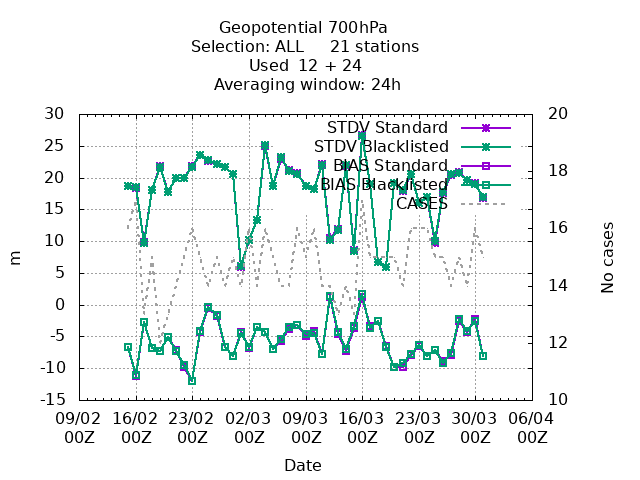 Geopotential 700hPa
Selection: ALL 21 stations
Used 12 + 24
Averaging window: 24h
30
25
20
15
10
5
0
-5
-10
-15
m
20
18
16
14
12
10
No cases
STDV Standard
STDV Blacklisted
BIAS Standard
BIAS Blacklisted
CASES
09/02 16/02 23/02 02/03 09/03 16/03 23/03 30/03 06/04
00Z 00Z 00Z 00Z 00Z 00Z 00Z 00Z 00Z
Date